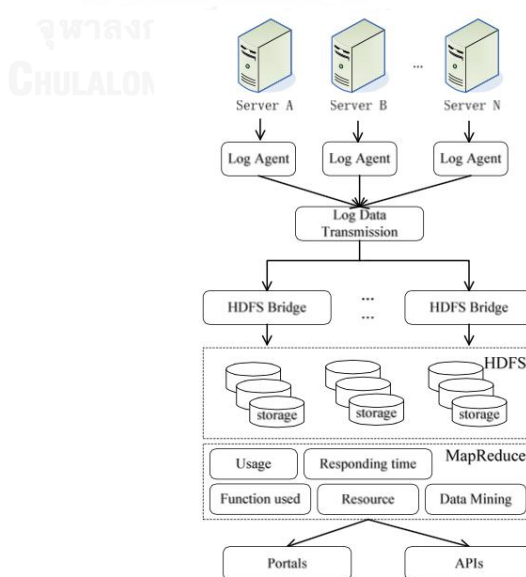 Server A
Server B
...
Server N
Log Agent
Log Agent
Log Agent
Log Data
Transmission
HDFS Bridge
...
...
HDFS Bridge
HDFS
storage
storage
storage
MapReduce
Usage
Responding time
Function used
Resource
Data Mining
Portals
APIs